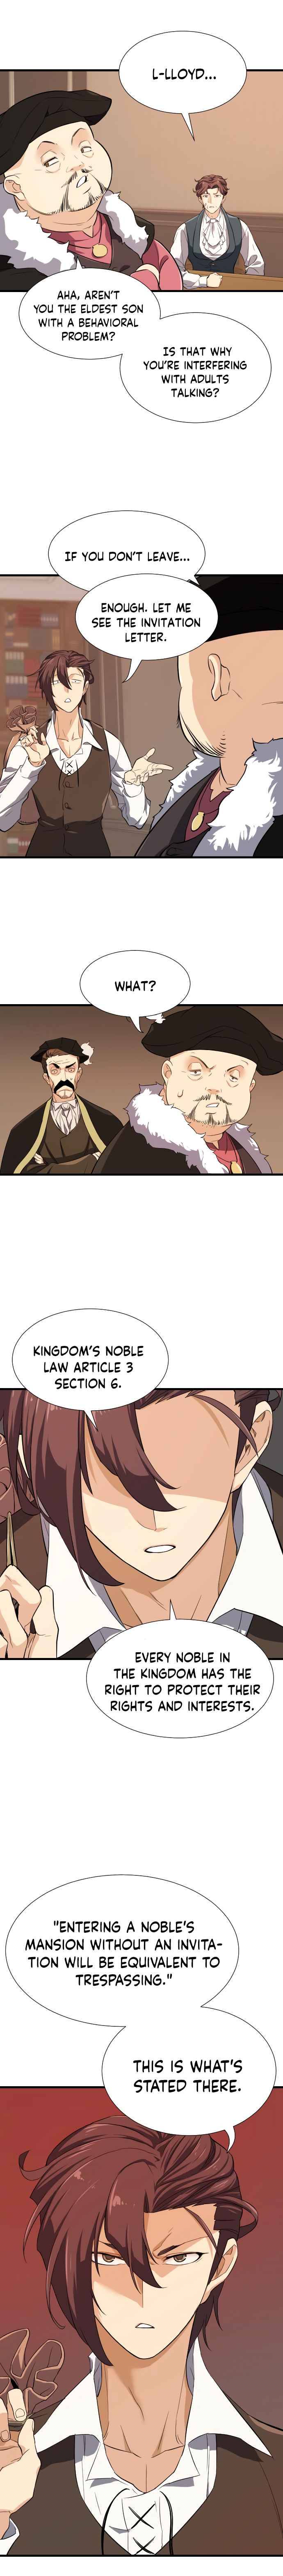 L-LLOYD...
AHA, AREN'T
YOU THE ELDEST SON
WITH A BEHAVIORAL
PROBLEM?
IS THAT WHY
YOU'RE INTERFERING
WITH ADULTS
TALKING?
IF YOU DON'T LEAVE...
ENOUGH. LET ME
SEE THE INVITATION
LETTER.
WHAT?
KINGDOM'S NOBLE
LAW ARTICLE 3
SECTION 6.
EVERY NOBLE IN
THE KINGDOM HAS THE
RIGHT TO PROTECT THEIR
RIGHTS AND INTERESTS.
"ENTERING A NOBLE'S
MANSION WITHOUT AN INVITA-
TION WILL BE EQUIVALENT TO
TRESPASSING."
THIS IS WHAT'S
STATED THERE.